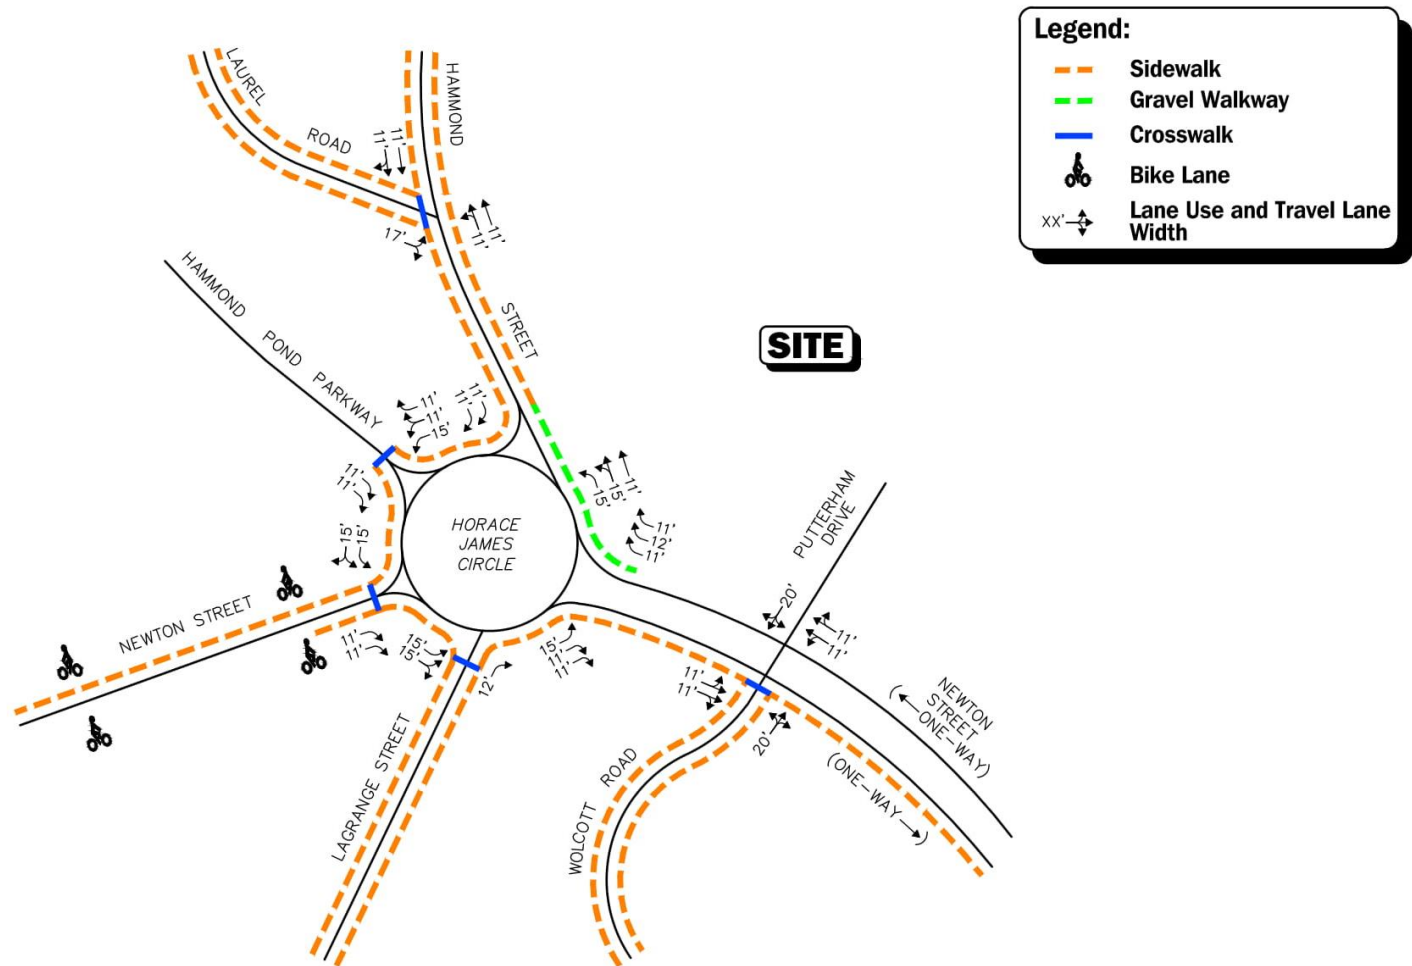 Legend:
Sidewalk
Gravel Walkway
Crosswalk
Bike Lane
XX'
Lane Use and Travel Lane
Width
LAUREL
ROAD
HAMMOND
STREET
11'
11'
17'
11'
11'
SITE
HAMMOND
POND
PARKWAY
11'
11'
15'
11'
11'
11'
11'
15'
15'
HORACE
JAMES
CIRCLE
15'
15'
11'
11'
12'
11'
PUTTERHAM
DRIVE
20'
11'
11'
NEWTON STREET
11'
11'
15'
15'
12'
15'
11'
11'
11'
11'
20'
NEWTON
STREET
(ONE-WAY)
(ONE-WAY)
LAGRANGE STREET
WOLCOTT
ROAD